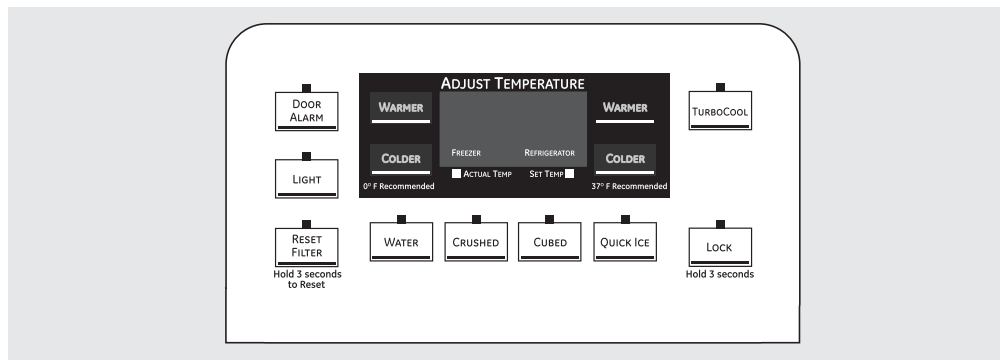 ADJUST TEMPERATURE
DOOR
ALARM
WARMER
WARMER
TURBOCOOL
LIGHT
COLDER
FREEZER
REFRIGERATOR
COLDER
ACTUAL TEMP
SET TEMP
0° F Recommended
37° F Recommended
RESET
FILTER
WATER
CRUSHED
CUBED
QUICK ICE
LOCK
Hold 3 seconds
to Reset
Hold 3 seconds